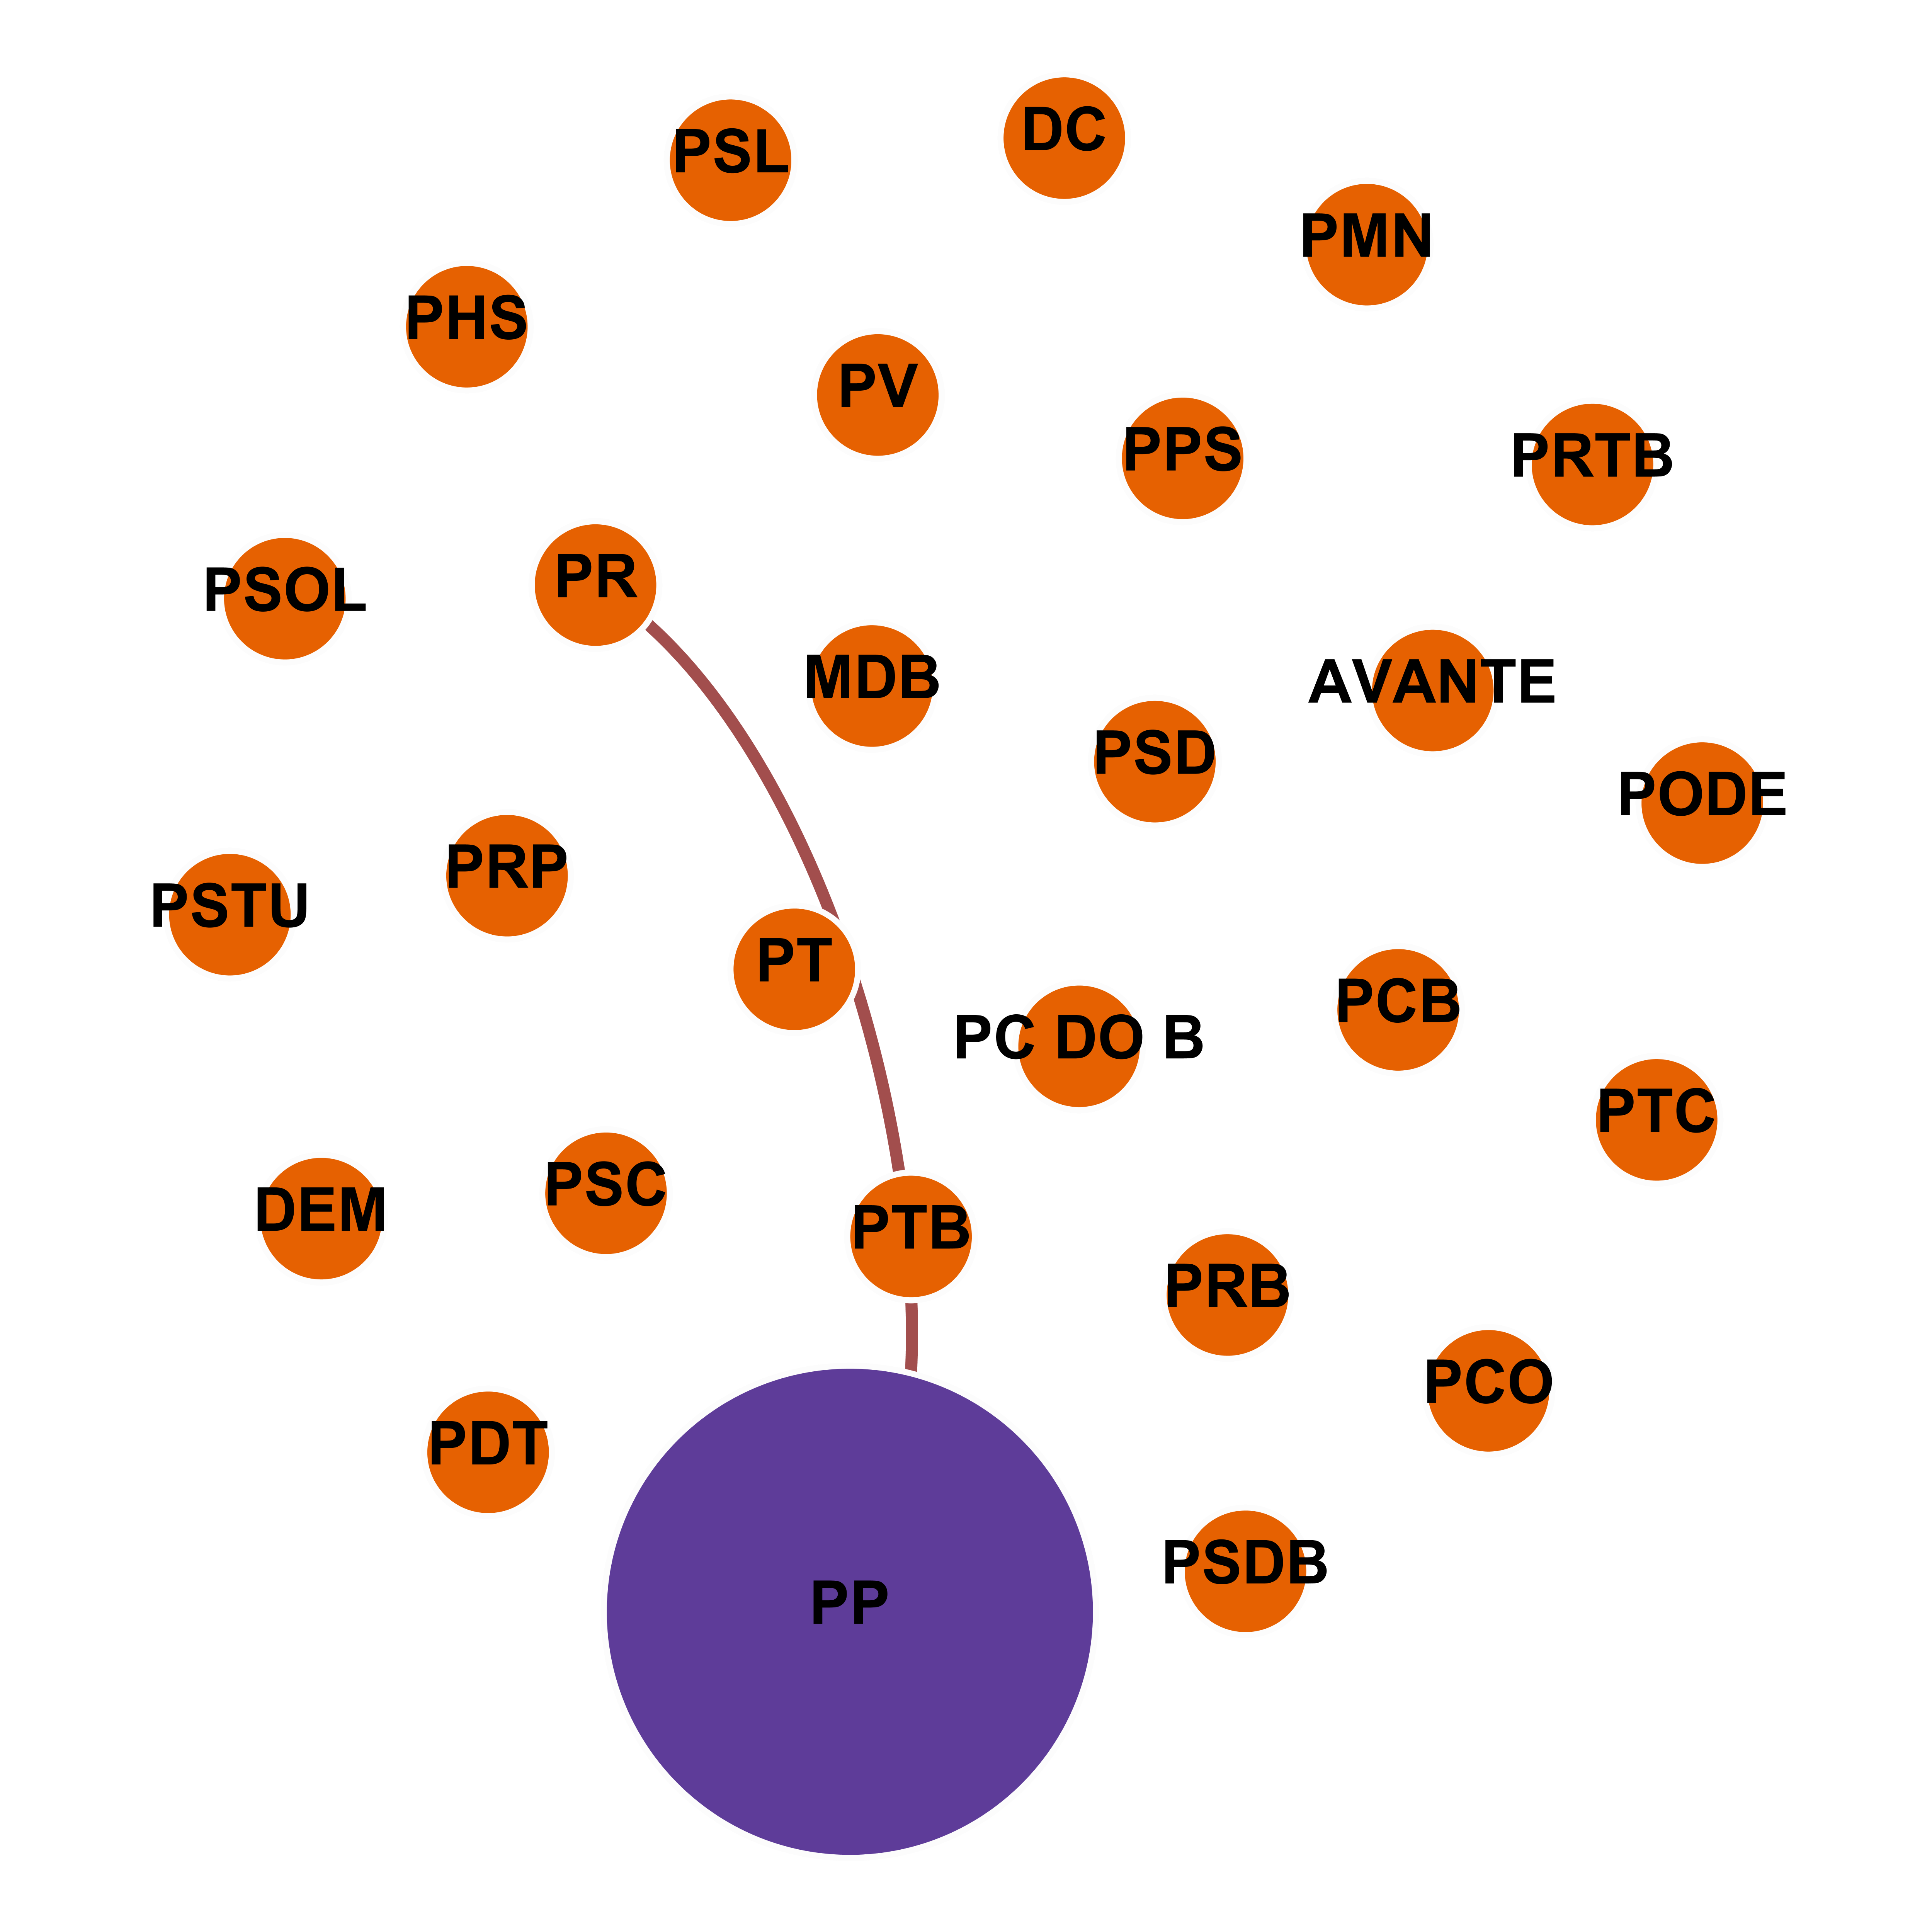 DC
PSL
PMN
PHS
PV
PPS
PRTB
PR
PSOL
MDB
AVANTE
PSD
PODE
PRP
PSTU
PT
PCB
PC DO B
PTC
PSC
DEM
PTB
PRB
PCO
PDT
PSDB
PP